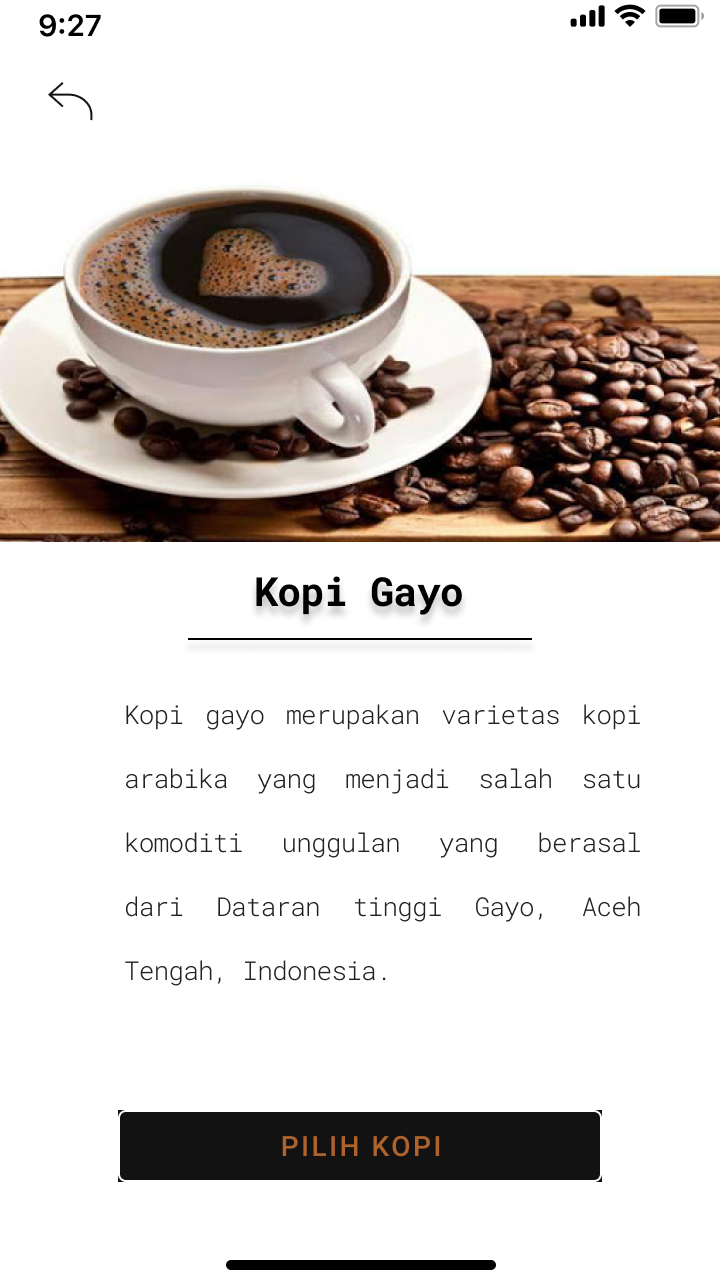 9:27
Kopi Gayo
Kopi gayo merupakan varietas kopi
arabika yang menjadi salah satu
komoditi unggulan yang berasal
dari Dataran tinggi Gayo, Aceh
Tengah, Indonesia.
PILIH KOPI